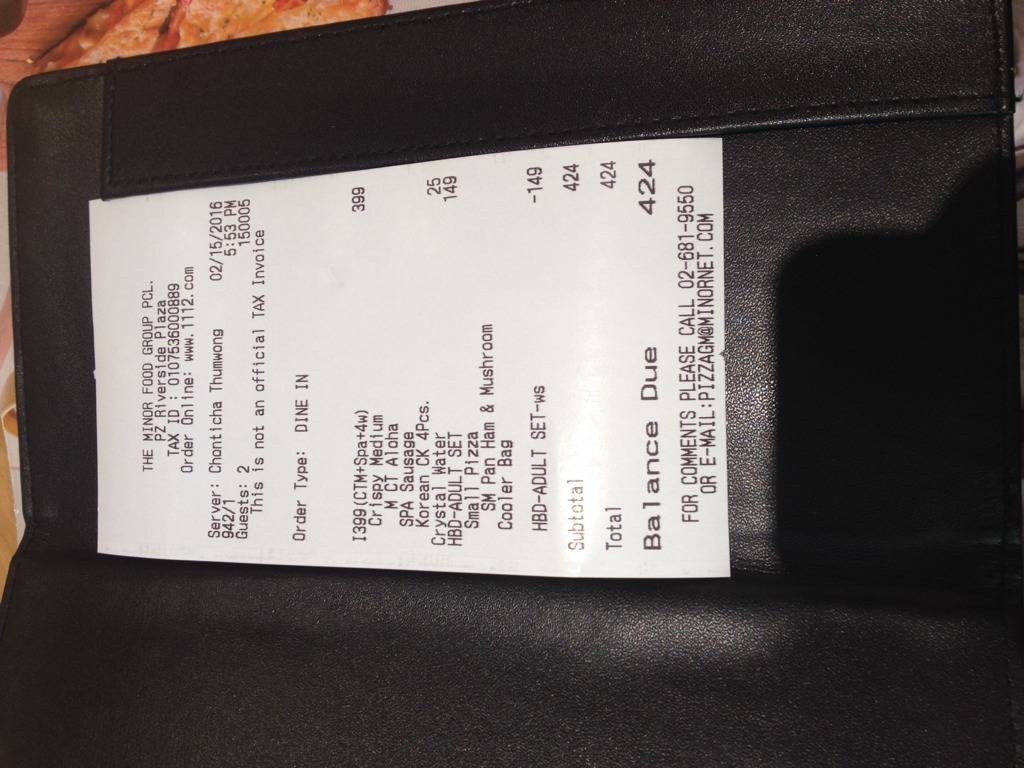 THE MINOR FOOD GROUP PCL.
PZ Riverside Plaza
TAX ID : 0107536000889
Order Online: www.1112.com
Server: Chonticha Thumwong 02/15/2016
942/1 5:53 PM
Guests: 2 150005
This is not an official TAX Invoice
Order Type: DINE IN
I399(CTM+Spa+4w) 399
Crispy Medium
M CT Aloha
SPA Sausage
Korean CK 4Pcs.
Crystal Water 25
HBD-ADULT SET 149
Small Pizza
SM Pan Ham & Mushroom
Cooler Bag
HBD-ADULT SET-ws -149
Subtotal 424
Total 424
Balance Due 424
FOR COMMENTS PLEASE CALL 02-681-9550
OR E-MAIL:PIZZAGM@MINORNET.COM